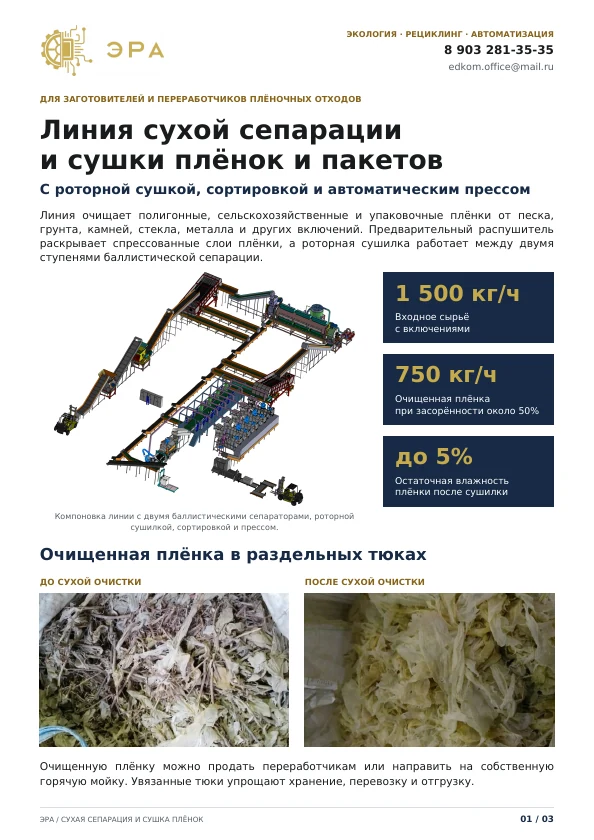 ЭРА
ЭКОЛОГИЯ · РЕЦИКЛИНГ · АВТОМАТИЗАЦИЯ
8 903 281-35-35
edkom.office@mail.ru
ДЛЯ ЗАГОТОВИТЕЛЕЙ И ПЕРЕРАБОТЧИКОВ ПЛЁНОЧНЫХ ОТХОДОВ
Линия сухой сепарации
и сушки плёнок и пакетов
С роторной сушкой, сортировкой и автоматическим прессом
Линия очищает полигонные, сельскохозяйственные и упаковочные плёнки от песка,
грунта, камней, стекла, металла и других включений. Предварительный распушитель
раскрывает спрессованные слои плёнки, а роторная сушилка работает между двумя
ступенями баллистической сепарации.
1 500 кг/ч
Входное сырьё
с включениями
750 кг/ч
Очищенная плёнка
при засорённости около 50%
до 5%
Остаточная влажность
плёнки после сушилки
Компоновка линии с двумя баллистическими сепараторами, роторной
сушилкой, сортировкой и прессом.
Очищенная плёнка в раздельных тюках
ДО СУХОЙ ОЧИСТКИ
ПОСЛЕ СУХОЙ ОЧИСТКИ
Очищенную плёнку можно продать переработчикам или направить на собственную
горячую мойку. Увязанные тюки упрощают хранение, перевозку и отгрузку.
ЭРА / СУХАЯ СЕПАРАЦИЯ И СУШКА ПЛЁНОК
01 / 03